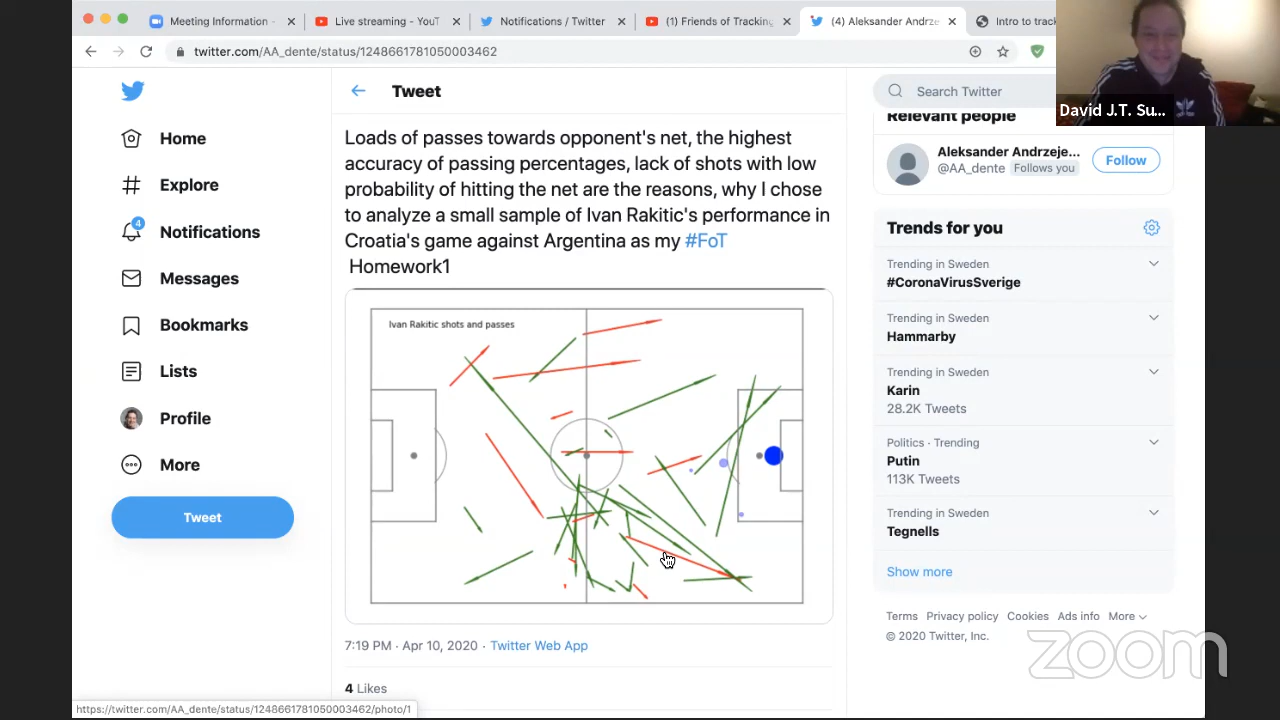 Meeting Information -
Live streaming - YouT
Notifications / Twitter
(1) Friends of Tracking
(4) Aleksander Andrze
Intro to track
twitter.com/AA_dente/status/1248661781050003462
David J.T. Su...
Home
Explore
4
Notifications
Messages
Bookmarks
Lists
Profile
More
Tweet
Tweet
Loads of passes towards opponent's net, the highest
accuracy of passing percentages, lack of shots with low
probability of hitting the net are the reasons, why I chose
to analyze a small sample of Ivan Rakitic's performance in
Croatia's game against Argentina as my #FoT
Homework1
Ivan Rakitic shots and passes
7:19 PM · Apr 10, 2020 · Twitter Web App
4 Likes
Search Twitter
Relevant people
Aleksander Andrzeje...
@AA_dente Follows you
Follow
Trends for you
Trending in Sweden
#CoronaVirusSverige
Trending in Sweden
Hammarby
Trending in Sweden
Karin
28.2K Tweets
Politics · Trending
Putin
113K Tweets
Trending in Sweden
Tegnells
Show more
Terms Privacy policy Cookies Ads info More
© 2020 Twitter, Inc.
zoom
https://twitter.com/AA_dente/status/1248661781050003462/photo/1